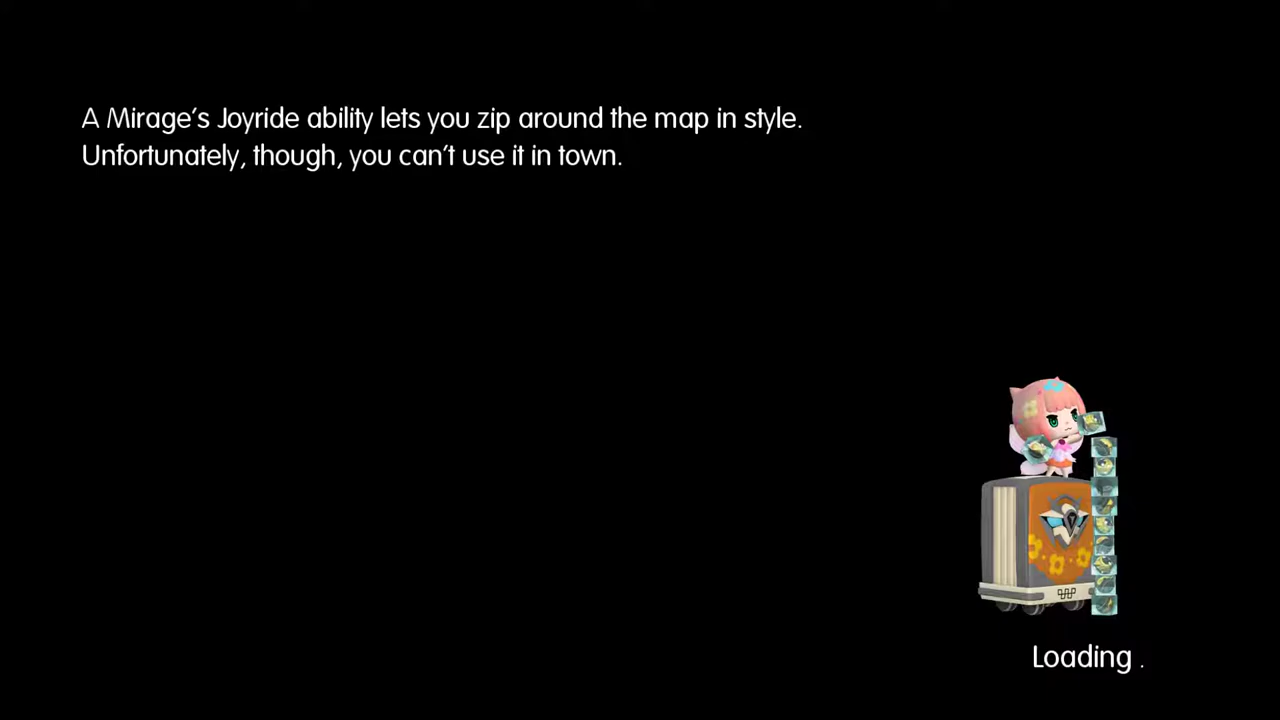 A Mirage's Joyride ability lets you zip around the map in style.
Unfortunately, though, you can't use it in town.
Loading .